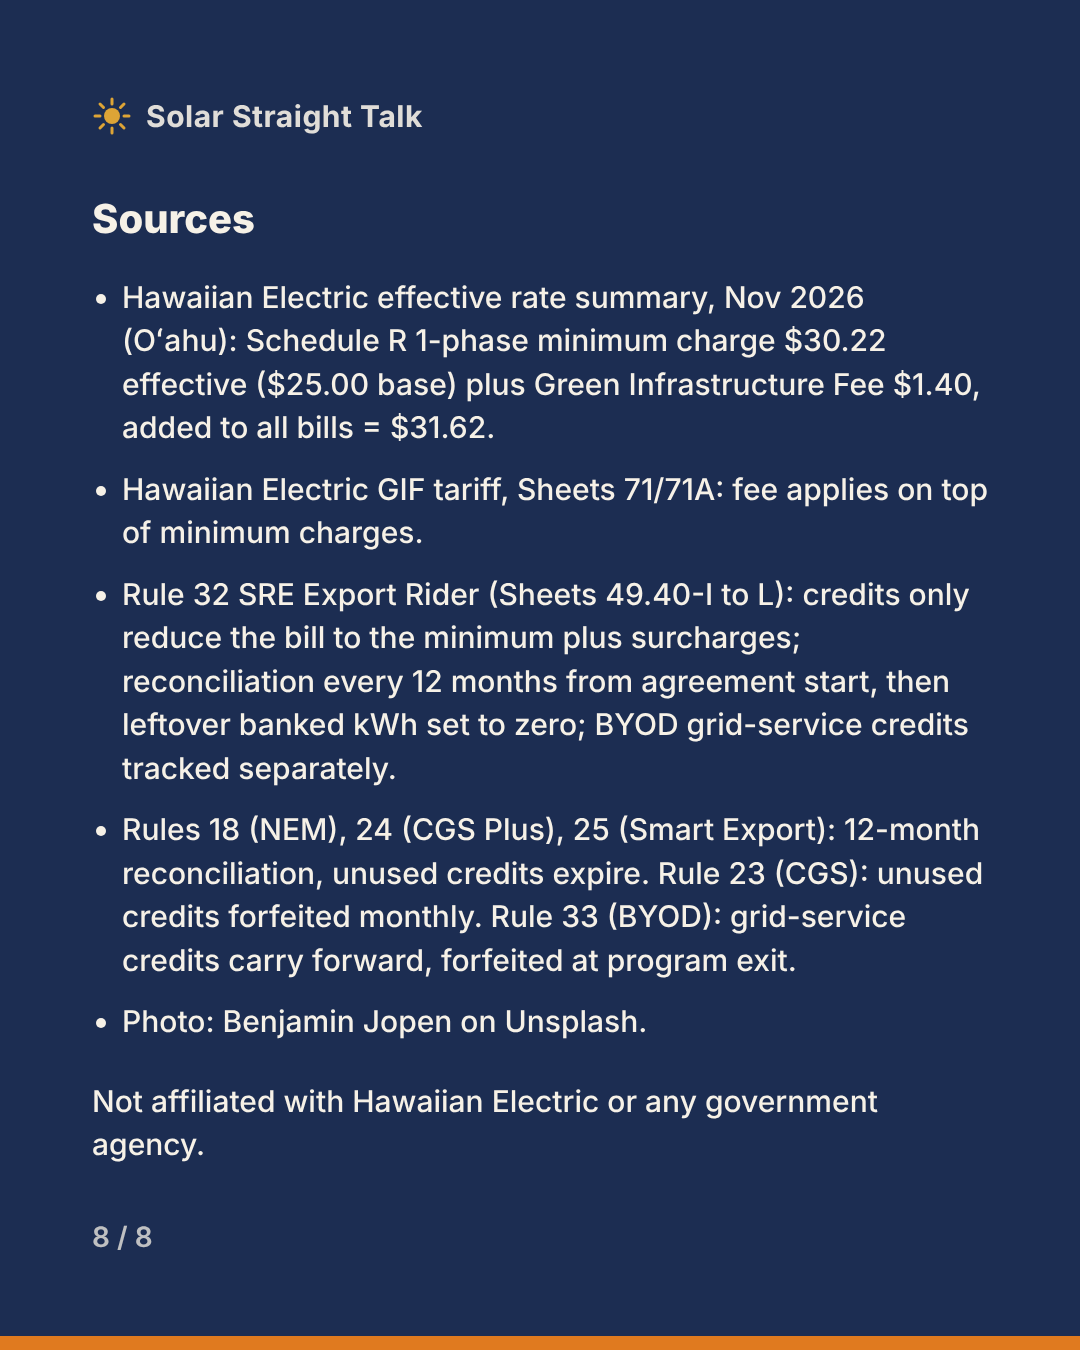 Solar Straight Talk
Sources
• Hawaiian Electric effective rate summary, Nov 2026
(Oʻahu): Schedule R 1-phase minimum charge $30.22
effective ($25.00 base) plus Green Infrastructure Fee $1.40,
added to all bills = $31.62.
• Hawaiian Electric GIF tariff, Sheets 71/71A: fee applies on top
of minimum charges.
• Rule 32 SRE Export Rider (Sheets 49.40-I to L): credits only
reduce the bill to the minimum plus surcharges;
reconciliation every 12 months from agreement start, then
leftover banked kWh set to zero; BYOD grid-service credits
tracked separately.
• Rules 18 (NEM), 24 (CGS Plus), 25 (Smart Export): 12-month
reconciliation, unused credits expire. Rule 23 (CGS): unused
credits forfeited monthly. Rule 33 (BYOD): grid-service
credits carry forward, forfeited at program exit.
• Photo: Benjamin Jopen on Unsplash.
Not affiliated with Hawaiian Electric or any government
agency.
8 / 8